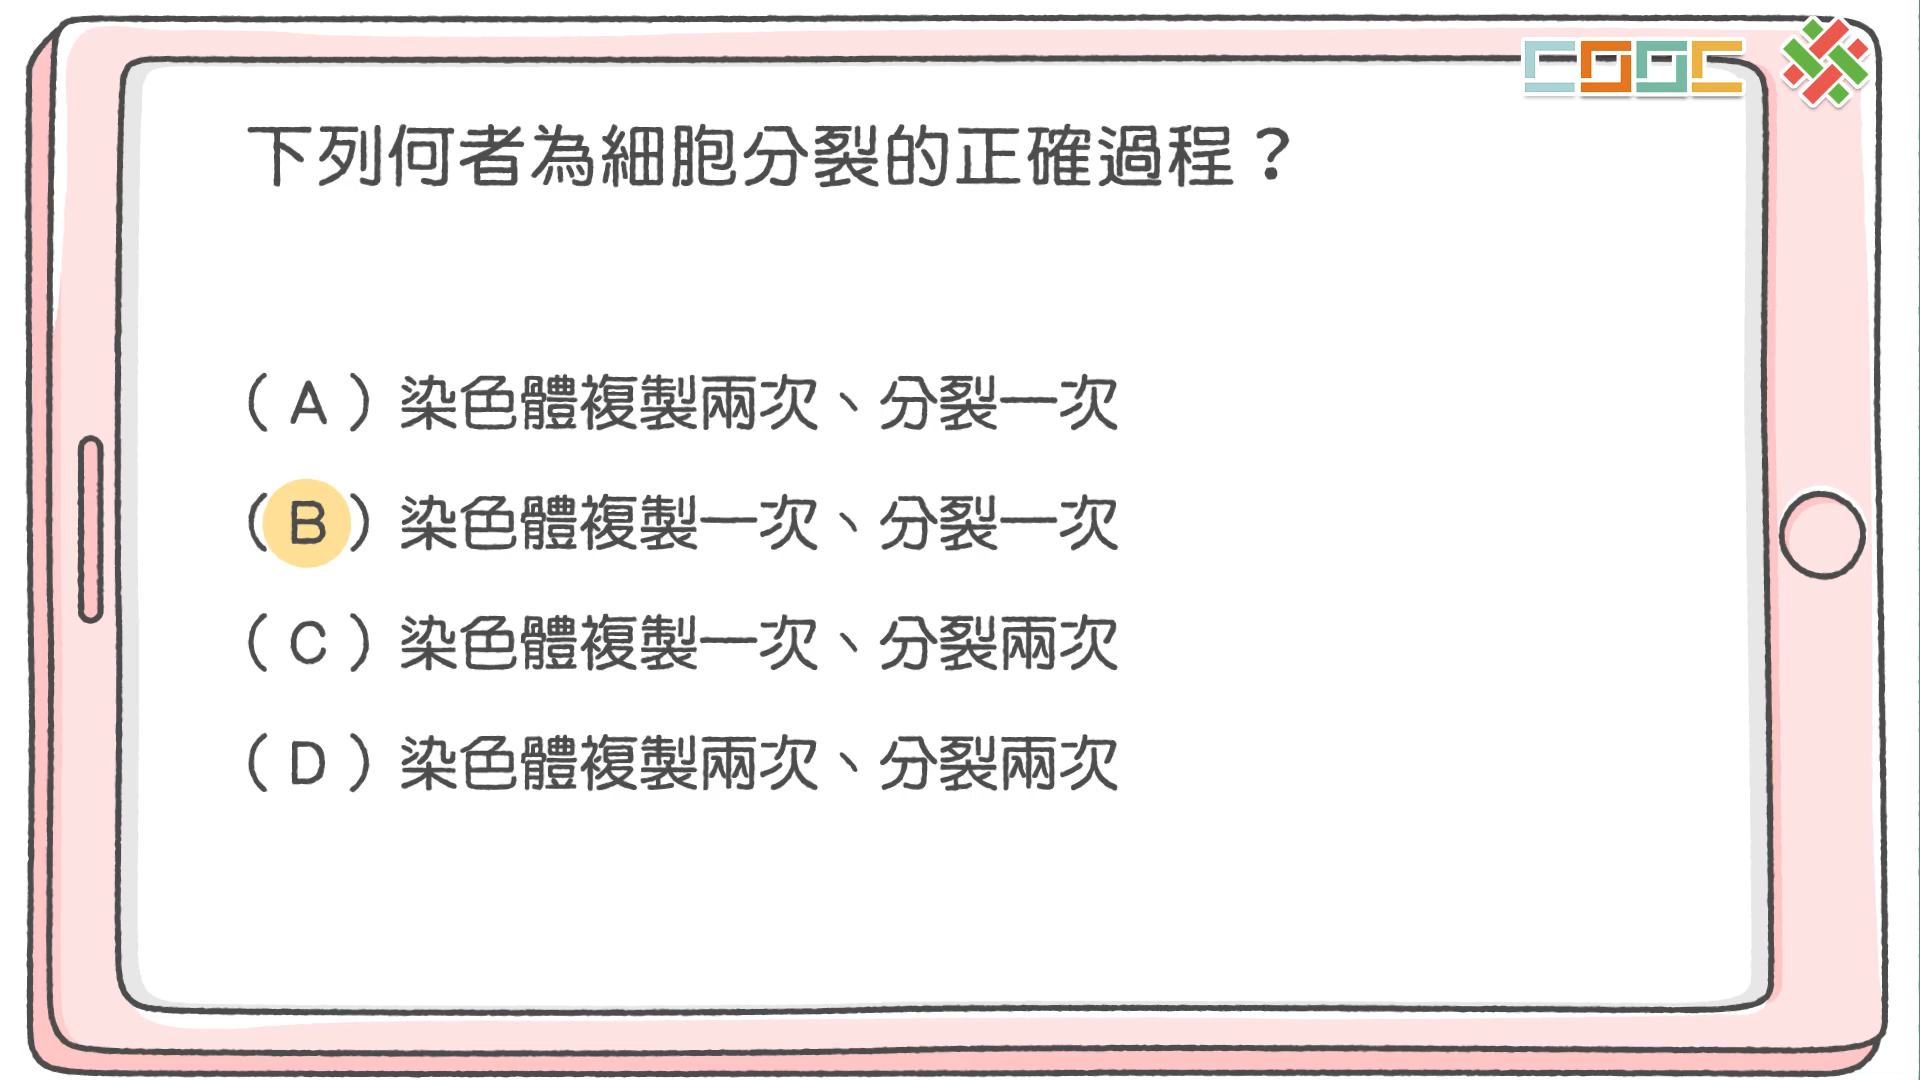 下列何者為細胞分裂的正確過程？
（A）染色體複製兩次、分裂一次
（B）染色體複製一次、分裂一次
（C）染色體複製一次、分裂兩次
（D）染色體複製兩次、分裂兩次